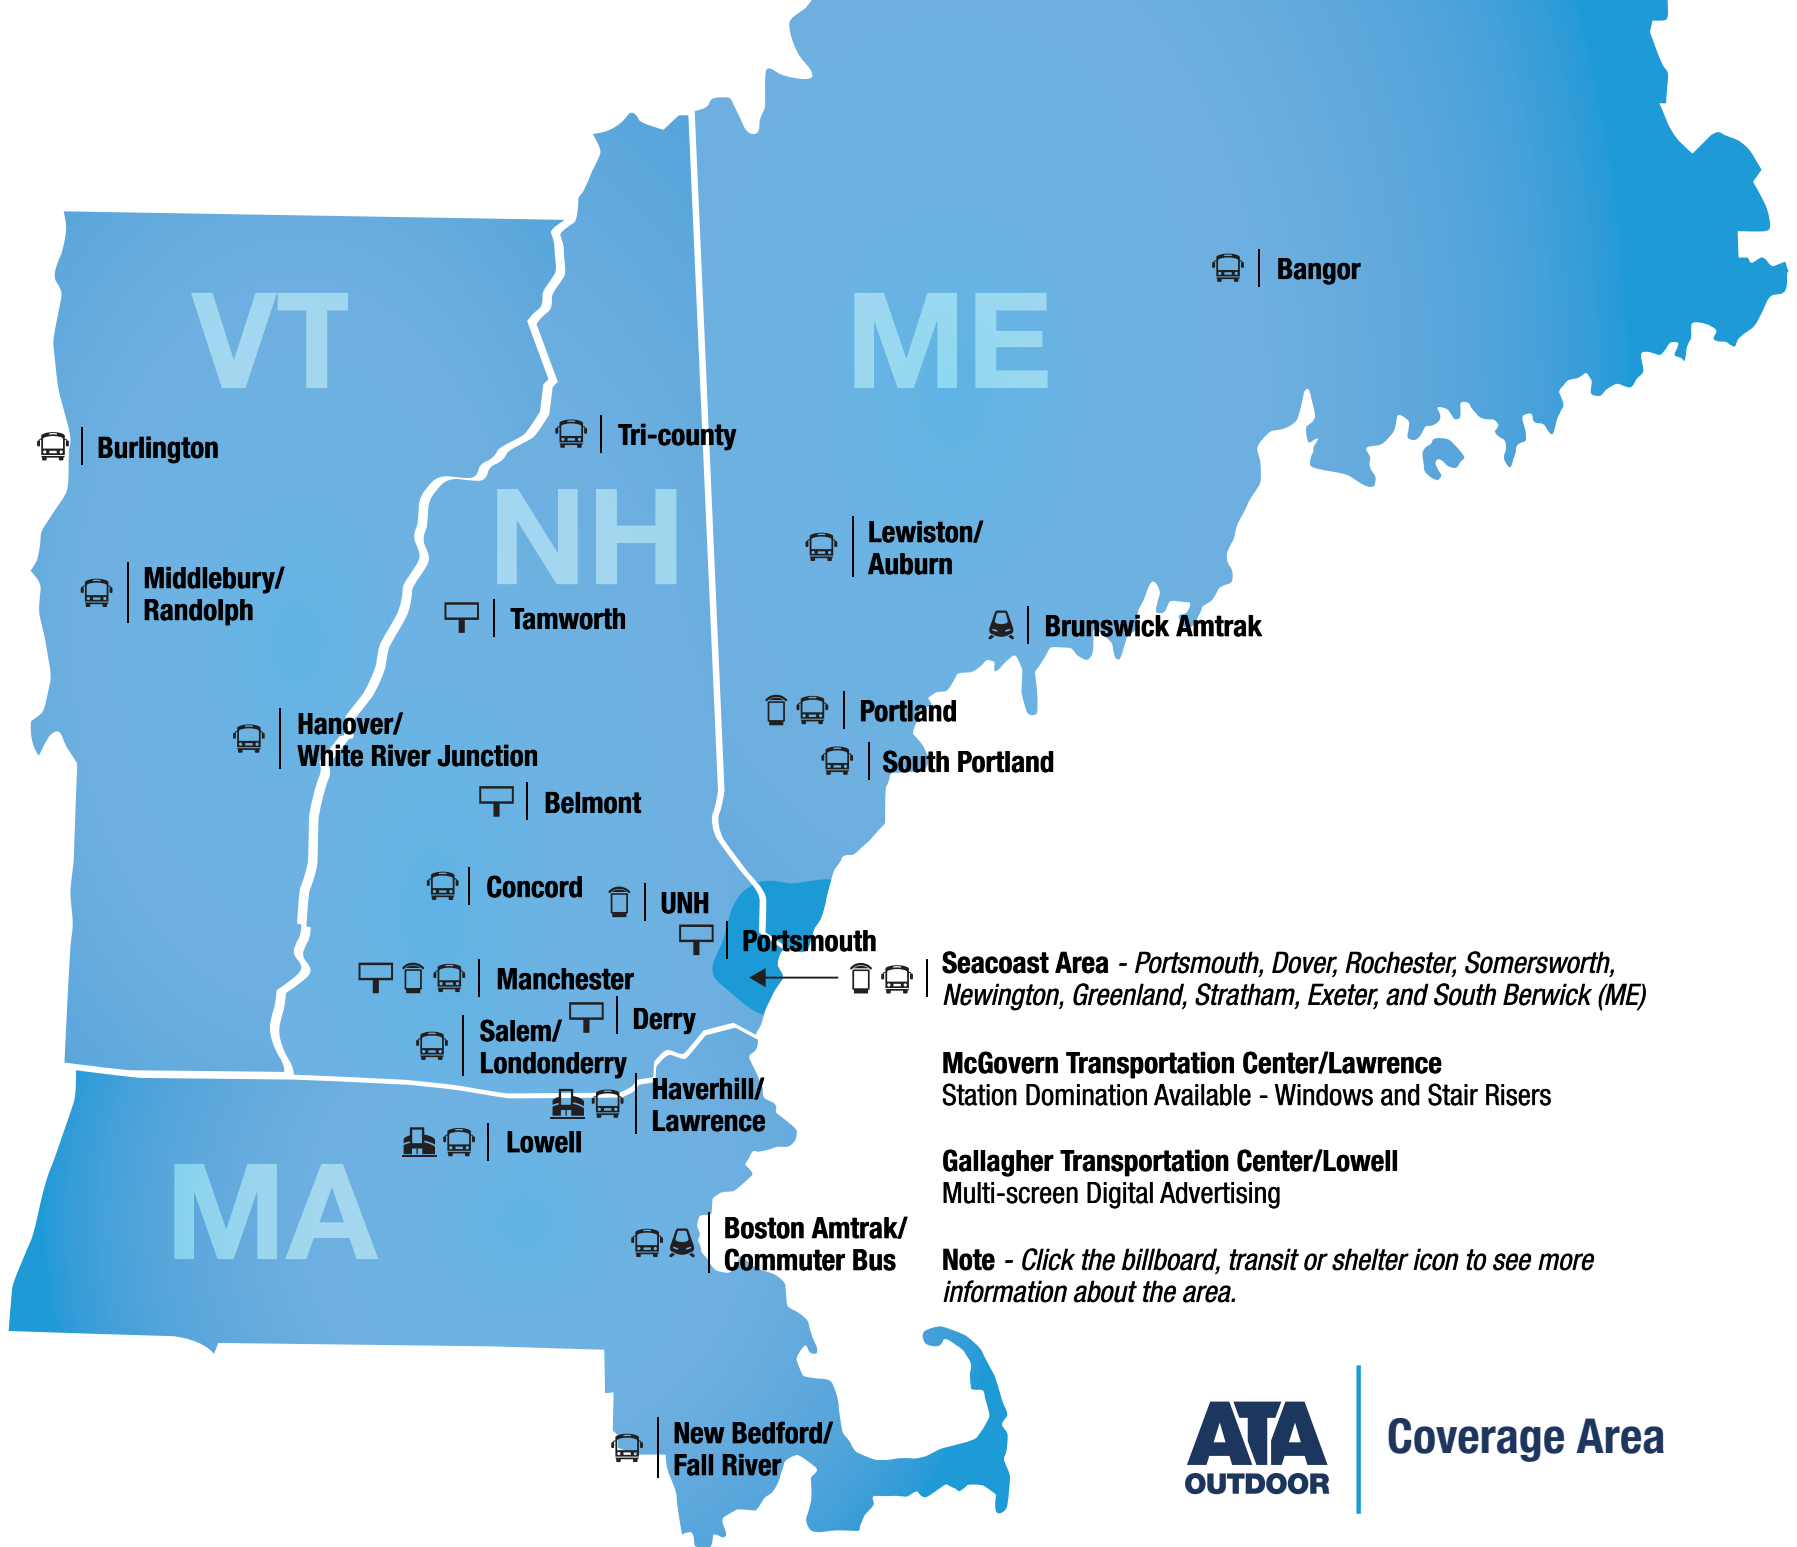 VT
ME
Bangor
Burlington
Tri-county
NH
Lewiston/
Auburn
Middlebury/
Randolph
Tamworth
Brunswick Amtrak
Hanover/
White River Junction
Portland
South Portland
Belmont
Concord
UNH
Portsmouth
Manchester
Seacoast Area - Portsmouth, Dover, Rochester, Somersworth,
Newington, Greenland, Stratham, Exeter, and South Berwick (ME)
Derry
Salem/
Londonderry
Haverhill/
Lawrence
McGovern Transportation Center/Lawrence
Station Domination Available - Windows and Stair Risers
Lowell
MA
Gallagher Transportation Center/Lowell
Multi-screen Digital Advertising
Boston Amtrak/
Commuter Bus
Note - Click the billboard, transit or shelter icon to see more
information about the area.
New Bedford/
Fall River
ATA
OUTDOOR
Coverage Area